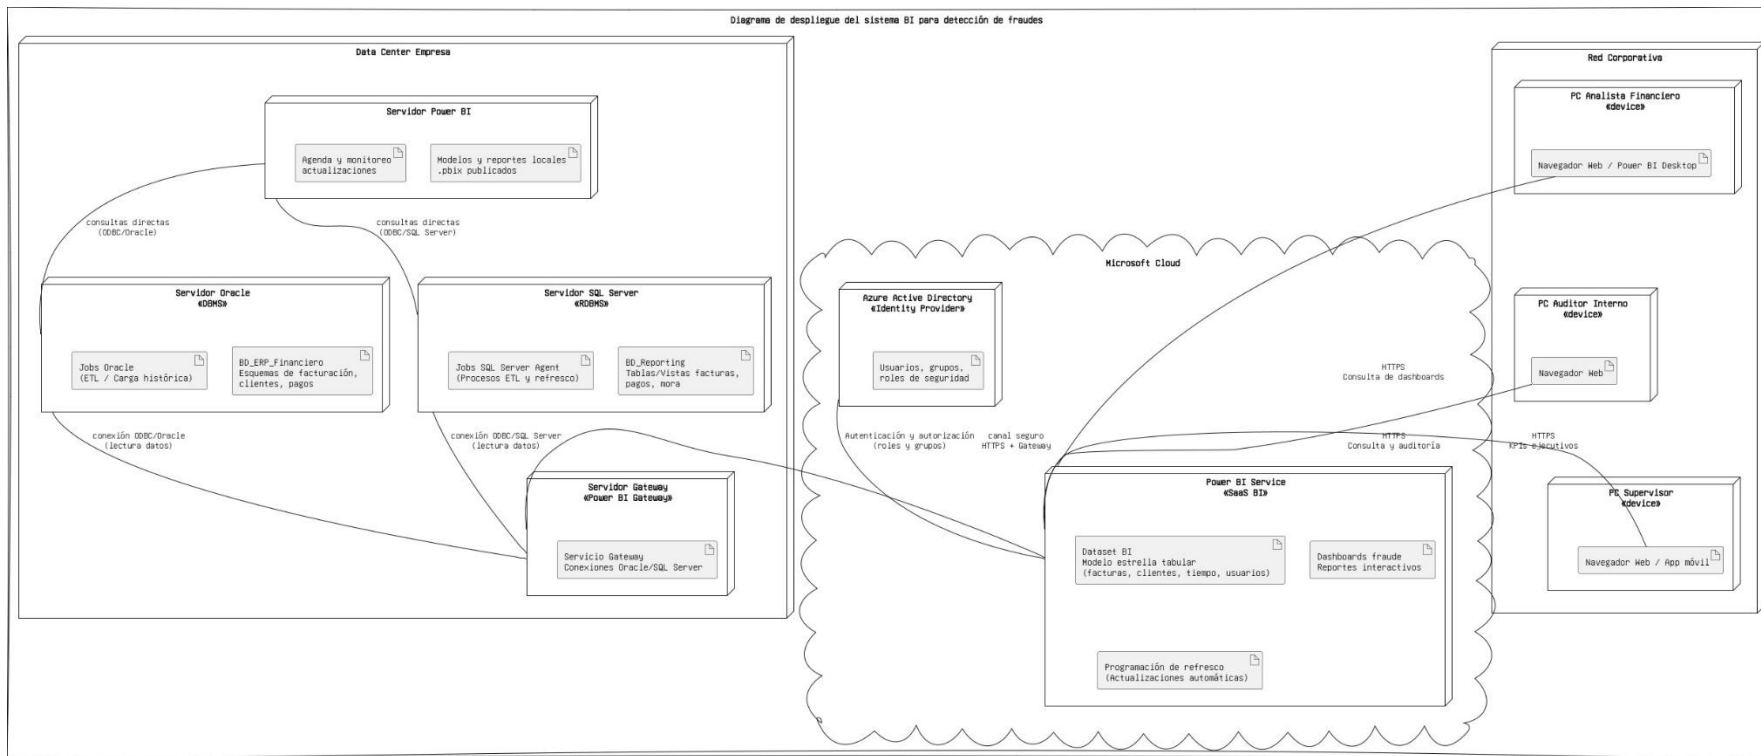 Diagrama de despliegue del sistema BI para detección de fraudes
Data Center Empresa
Servidor Power BI
Agenda y monitoreo
actualizaciones
Modelos y reportes locales
.pbix publicados
consultas directas
(ODBC/Oracle)
consultas directas
(ODBC/SQL Server)
Servidor Oracle
«DBMS»
Jobs Oracle
(ETL / Carga histórica)
BD_ERP_Financiero
Esquemas de facturación,
clientes, pagos
Servidor SQL Server
«RDBMS»
Jobs SQL Server Agent
(Procesos ETL y refresco)
BD_Reporting
Tablas/Vistas facturas,
pagos, mora
conexión ODBC/Oracle
(lectura datos)
conexión ODBC/SQL Server
(lectura datos)
Servidor Gateway
«Power BI Gateway»
Servicio Gateway
Conexiones Oracle/SQL Server
Microsoft Cloud
Azure Active Directory
«Identity Provider»
Usuarios, grupos,
roles de seguridad
Autenticación y autorización
(roles y grupos)
canal seguro
HTTPS + Gateway
Power BI Service
«SaaS BI»
Dataset BI
Modelo estrella tabular
(facturas, clientes, tiempo, usuarios)
Dashboards fraude
Reportes interactivos
Programación de refresco
(Actualizaciones automáticas)
HTTPS
Consulta de dashboards
HTTPS
Consulta y auditoría
HTTPS
KPIs ejecutivos
Red Corporativa
PC Analista Financiero
«device»
Navegador Web / Power BI Desktop
PC Auditor Interno
«device»
Navegador Web
PC Supervisor
«device»
Navegador Web / App móvil